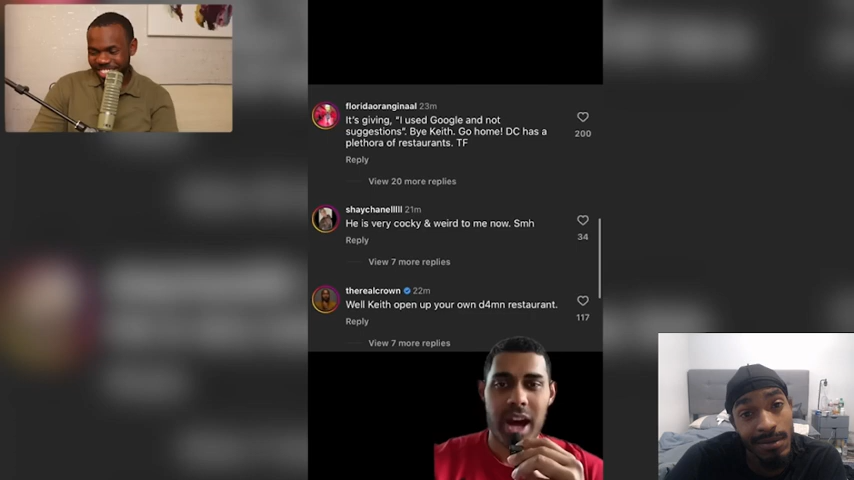 floridaoranginaal 23m
It's giving, "I used Google and not
suggestions". Bye Keith. Go home! DC has a
plethora of restaurants. TF
200
Reply
View 20 more replies
shaychanelllll 21m
He is very cocky & weird to me now. Smh
34
Reply
View 7 more replies
therealcrown 22m
Well Keith open up your own d4mn restaurant.
117
Reply
View 7 more replies